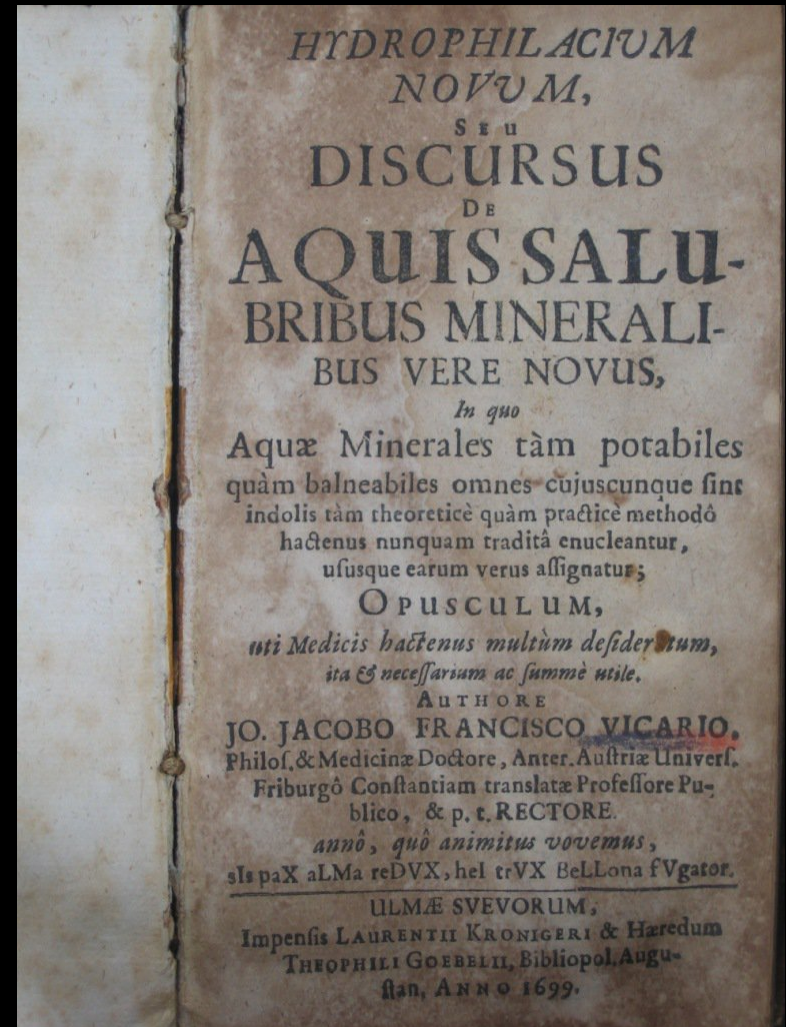 HYDROPHILACIUM
NOVUM,
SEU
DISCURSUS
DE
AQUIS SALU-
BRIBUS MINERALI-
BUS VERE NOVUS,
In quo
Aquæ Minerales tàm potabiles
quàm balneabiles omnes cujuscunque ſint
indolis tàm theoreticè quàm practicè methodô
hactenus nunquam traditâ enucleantur,
uſusque earum verus aſſignatur;
OPUSCULUM,
uti Medicis hactenus multùm deſideratum,
ita & neceſſarium ac ſummè utile.
AUTHORE
JO. JACOBO FRANCISCO VICARIO,
Philoſ. & Medicinæ Doctore, Anter. Auſtriæ Univerſ.
Friburgô Conſtantiam translatæ Profeſſore Pu-
blico, & p. t. RECTORE.
annô, quô animitus vovemus,
sIs paX aLMa reDVX, heI trVX BeLLona fVgator.
ULMÆ SVEVORUM,
Impenſis LAURENTII KRONIGERI & Hæredum
THEOPHILI GOEBELII, Bibliopol. Augu-
ſtan, ANNO 1699.